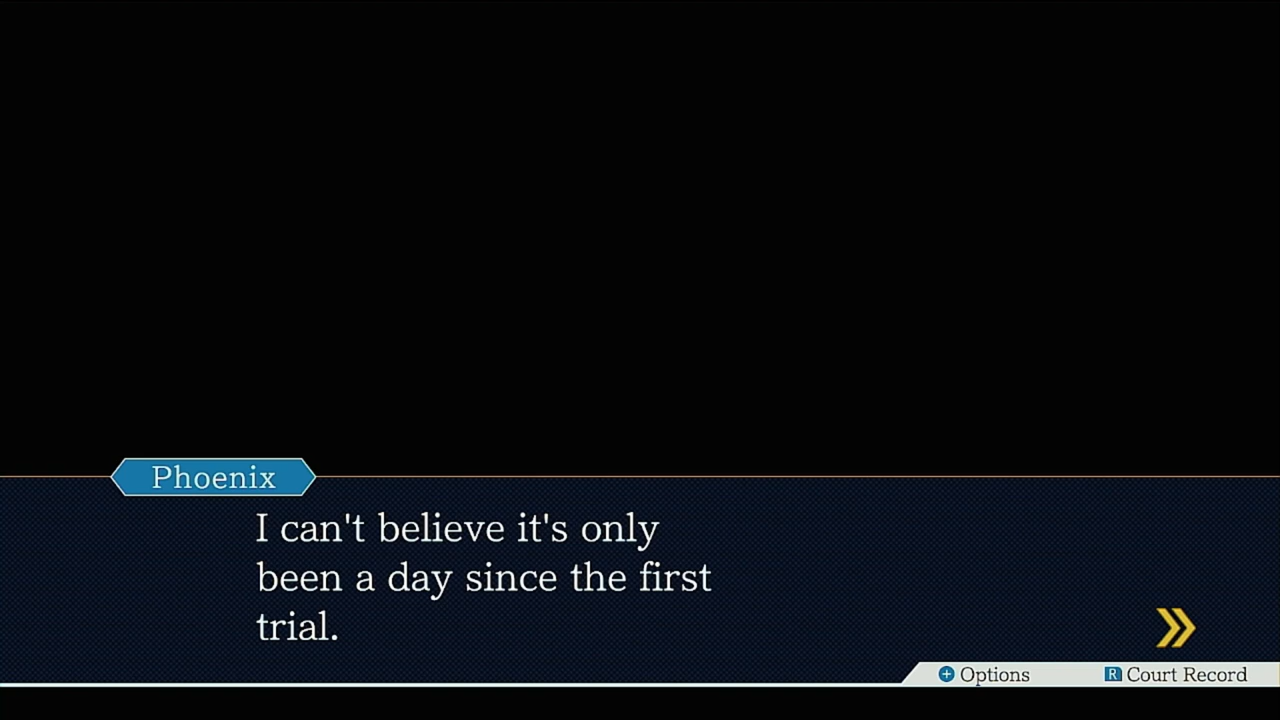 Phoenix
I can't believe it's only
been a day since the first
trial.
+ Options
R Court Record